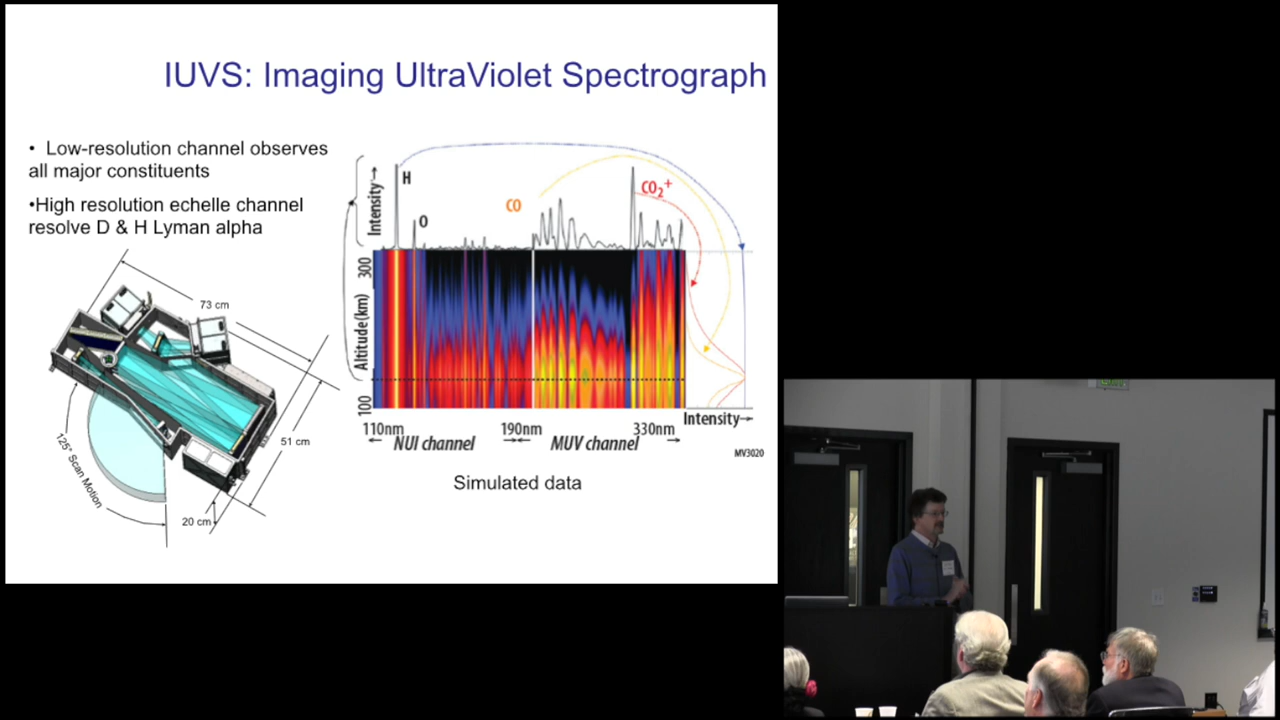 IUVS: Imaging UltraViolet Spectrograph
• Low-resolution channel observes
all major constituents
•High resolution echelle channel
resolve D & H Lyman alpha
73 cm
51 cm
20 cm
125° Scan Motion
Intensity→
H
O
CO
CO₂⁺
300
Altitude(km)
100
110nm
190nm
330nm
Intensity→
NUI channel
MUV channel
MV3020
Simulated data